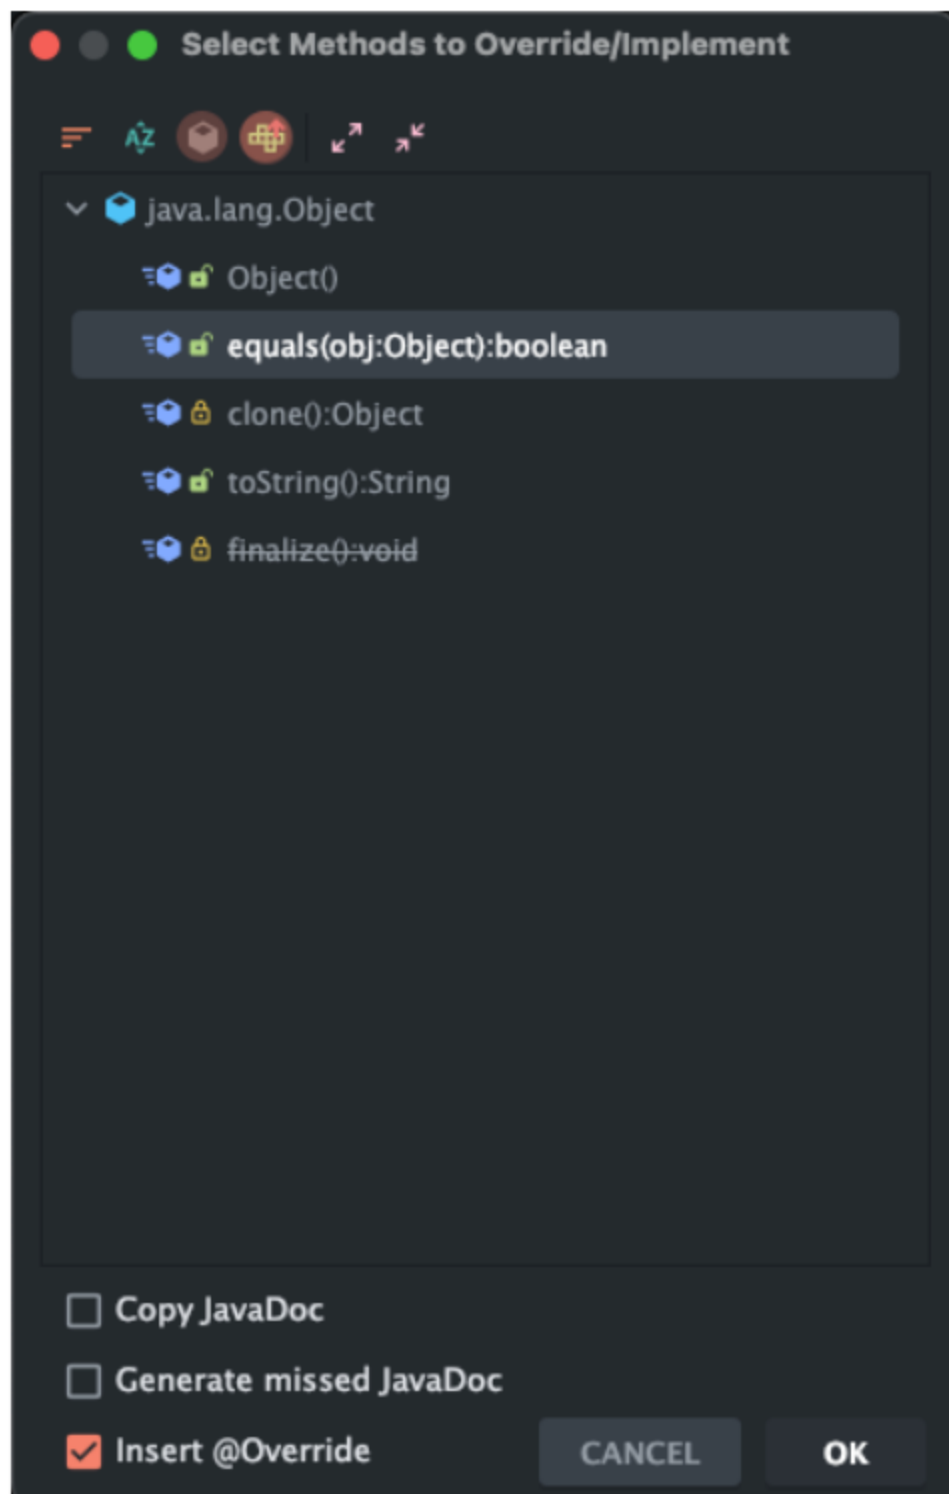 Select Methods to Override/Implement
AZ
java.lang.Object
Object()
equals(obj:Object):boolean
clone():Object
toString():String
finalize():void
Copy JavaDoc
Generate missed JavaDoc
Insert @Override
CANCEL
OK